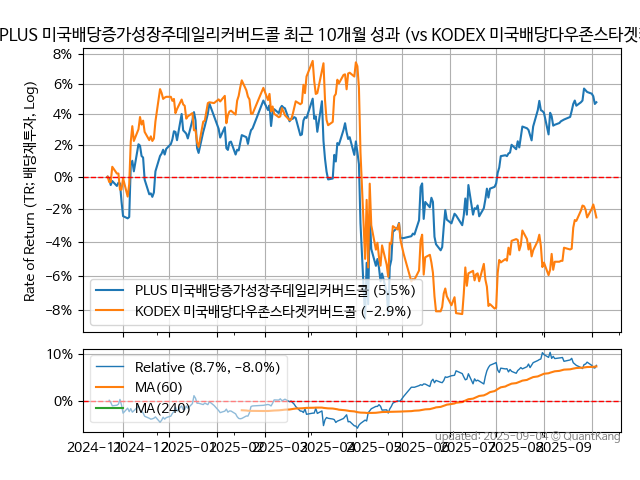 PLUS 미국배당증가성장주데일리커버드콜 최근 10개월 성과 (vs KODEX 미국배당다우존스타겟
8%
6%
4%
2%
0%
-2%
-4%
-6%
-8%
Rate of Return (TR: 배당재투자, Log)
PLUS 미국배당증가성장주데일리커버드콜 (5.5%)
KODEX 미국배당다우존스타겟커버드콜 (-2.9%)
10%
0%
Relative (8.7%, -8.0%)
MA(60)
MA(240)
updated: 2025-09-04 © QuantKang
2024-11 2024-12 2025-01 2025-02 2025-03 2025-04 2025-05 2025-06 2025-07 2025-08 2025-09